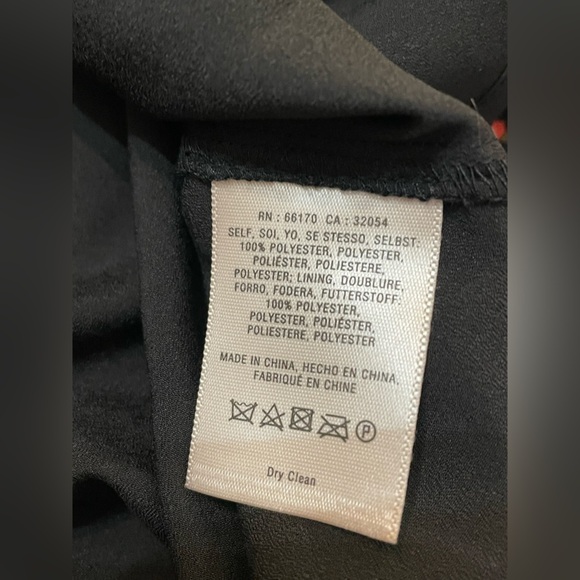 RN : 66170 CA : 32054
SELF, SOI, YO, SE STESSO, SELBST:
100% POLYESTER, POLYESTER,
POLIÉSTER, POLIESTERE,
POLYESTER; LINING, DOUBLURE,
FORRO, FODERA, FUTTERSTOFF:
100% POLYESTER,
POLYESTER, POLIÉSTER,
POLIESTERE, POLYESTER
MADE IN CHINA, HECHO EN CHINA,
FABRIQUÉ EN CHINE
P
Dry Clean